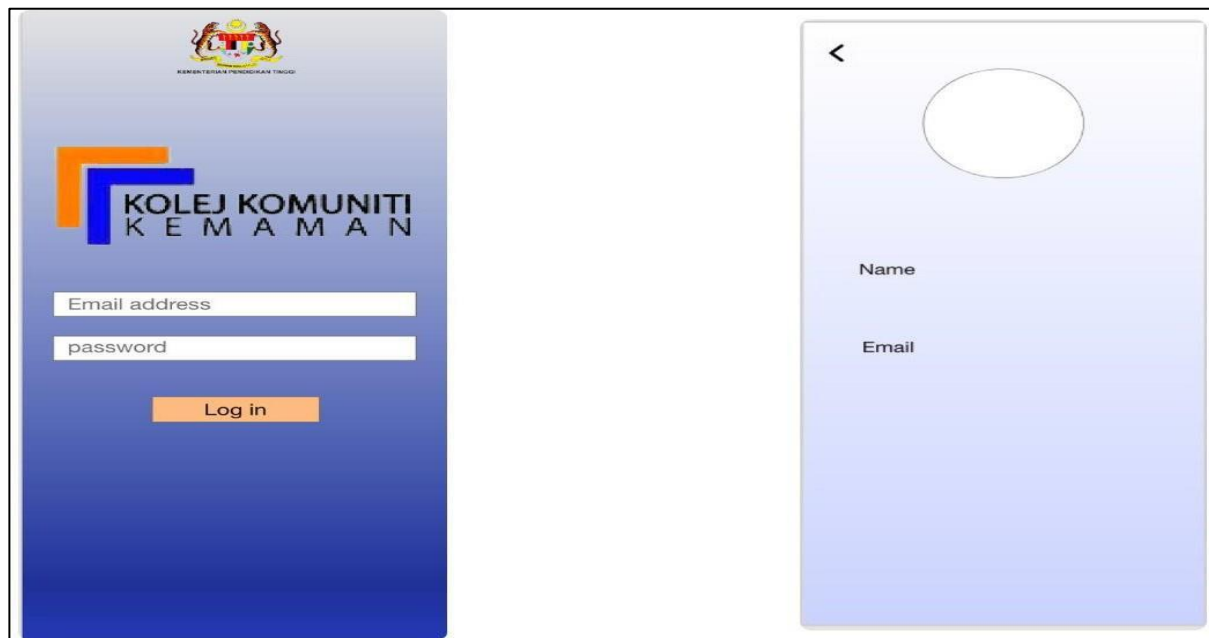 KEMENTERIAN PENDIDIKAN TINGGI
KOLEJ KOMUNITI
KEMAMAN
Email address
password
Log in
<
Name
Email